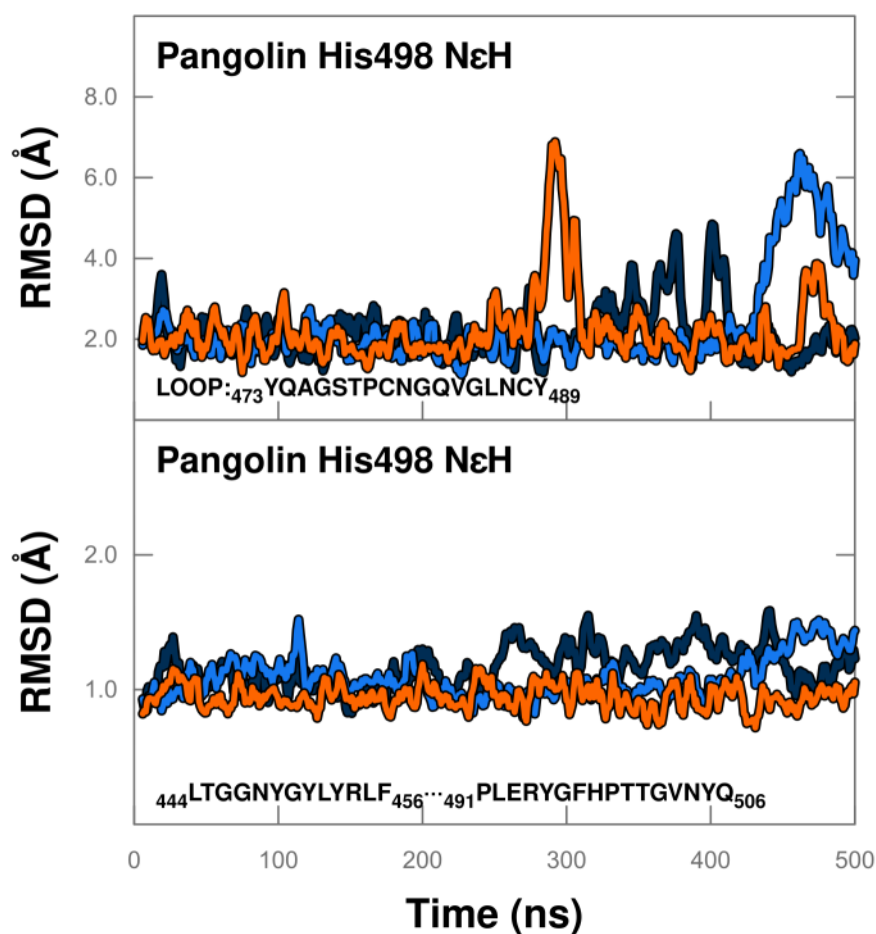 Pangolin His498 NεH
8.0
6.0
4.0
2.0
RMSD (Å)
LOOP:473YQAGSTPCNGQVGLNCY489
Pangolin His498 NεH
2.0
1.0
RMSD (Å)
444LTGGNYGYLYRLF456···491PLERYGFHPTTGVNYQ506
0 100 200 300 400 500
Time (ns)